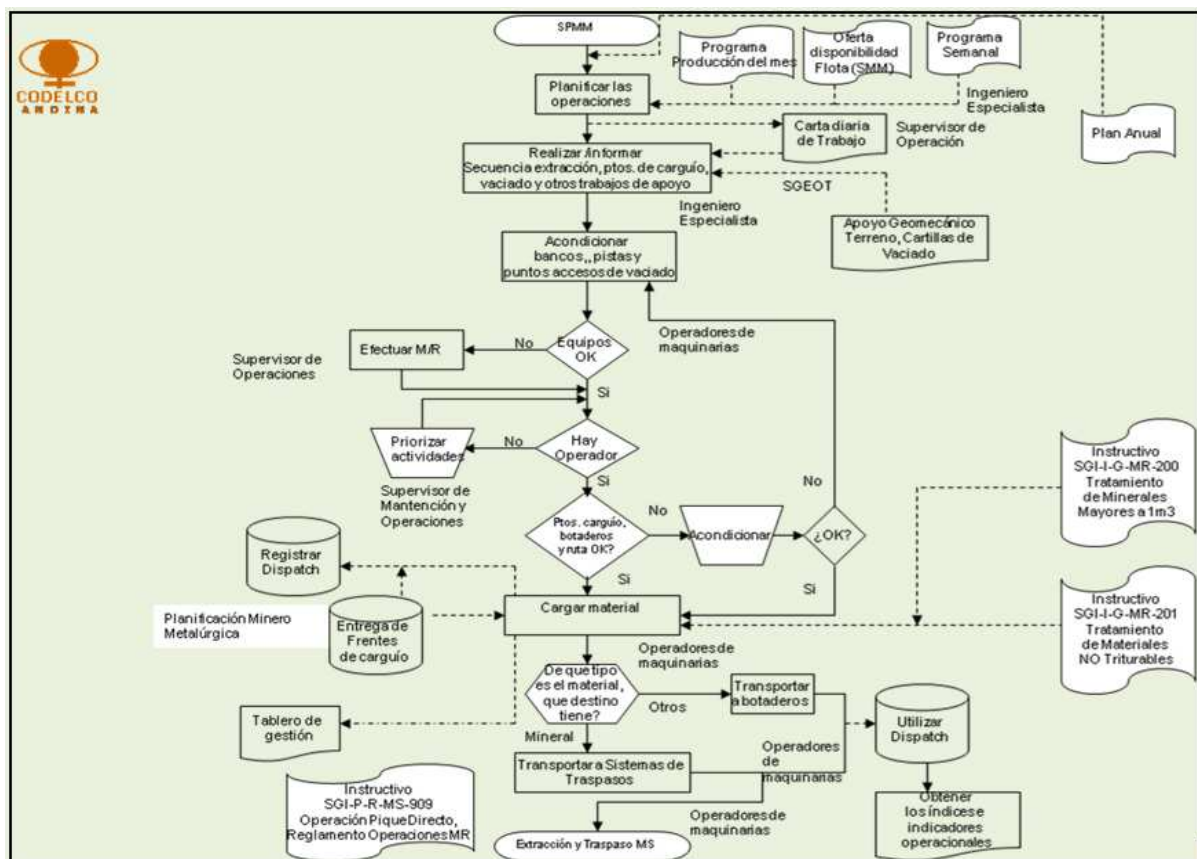 CODELCO
ANDINA
SPMM
Programa
Producción del mes
Oferta
disponibilidad
Flota (SMM)
Programa
Semanal
Planificar las
operaciones
Ingeniero
Especialista
Plan Anual
Carta diaria
de Trabajo
Supervisor de
Operación
Realizar /informar
Secuencia extracción, ptos. de carguío,
vaciado y otros trabajos de apoyo
SGEOT
Ingeniero
Especialista
Apoyo Geomecánico
Terreno, Cartillas de
Vaciado
Acondicionar
bancos,, pistas y
puntos accesos de vaciado
Operadores de
maquinarias
Efectuar M/R
No
Equipos
OK
Supervisor de
Operaciones
Si
Priorizar
actividades
No
Hay
Operador
Supervisor de
Mantención y
Operaciones
Si
No
Instructivo
SGI-I-G-MR-200
Tratamiento
de Minerales
Mayores a 1m3
Ptos. carguío,
botaderos
y ruta OK?
No
Acondicionar
¿OK?
Registrar
Dispatch
Si
Si
Planificación Minero
Metalúrgica
Entrega de
Frentes
de carguío
Cargar material
Instructivo
SGI-I-G-MR-201
Tratamiento
de Materiales
NO Triturables
Operadores de
maquinarias
De qué tipo
es el material,
que destino
tiene?
Otros
Transportar
a botaderos
Utilizar
Dispatch
Tablero de
gestión
Mineral
Operadores
de
maquinarias
Transportar a Sistemas de
Traspasos
Instructivo
SGI-P-R-MS-909
Operación Pique Directo,
Reglamento Operaciones MR
Operadores de
maquinarias
Obtener
los índices e
indicadores
operacionales
Extracción y Traspaso MS